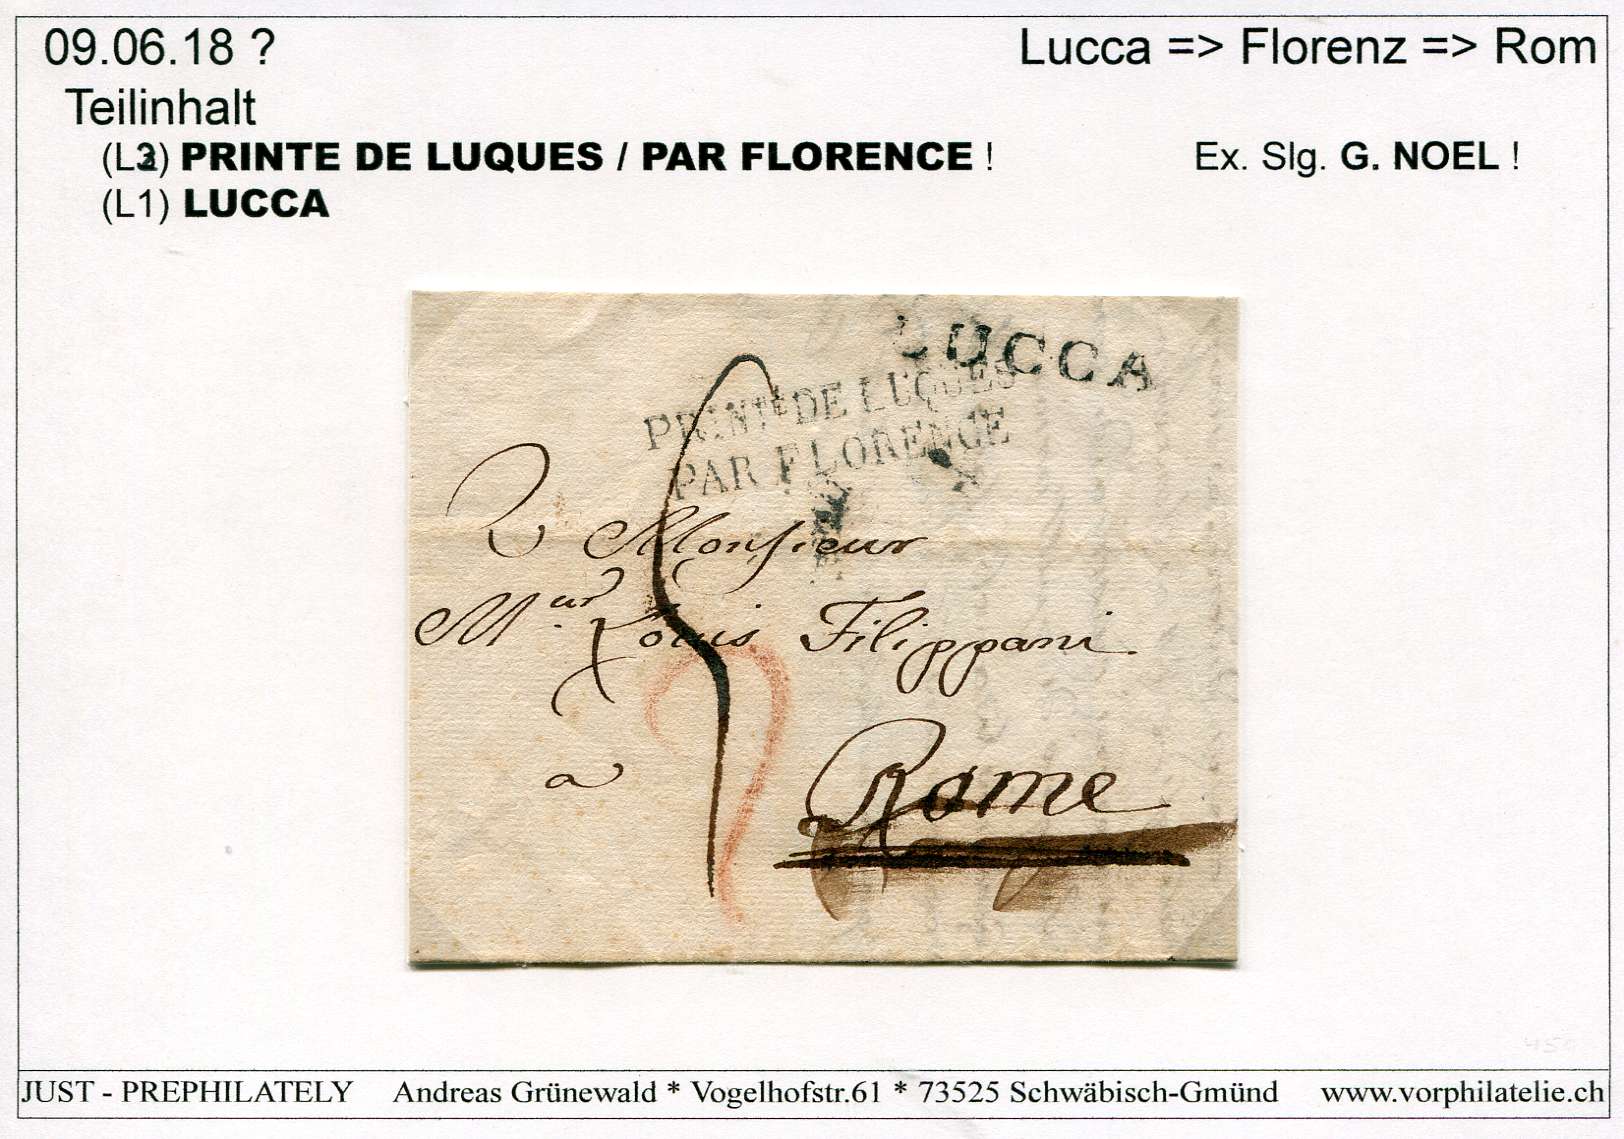 09.06.18 ?
Lucca => Florenz => Rom
Teilinhalt
(L2) PRINTE DE LUQUES / PAR FLORENCE !
Ex. Slg. G. NOEL !
(L1) LUCCA
LUCCA
PRINTE DE LUQUES
PAR FLORENCE
Monsieur
Mr. Louis Filippani
a
Rome
JUST - PREPHILATELY Andreas Grünewald * Vogelhofstr.61 * 73525 Schwäbisch-Gmünd www.vorphilatelie.ch